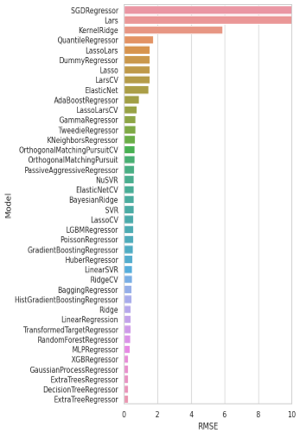 SGDRegressor
Lars
KernelRidge
QuantileRegressor
LassoLars
DummyRegressor
Lasso
LarsCV
ElasticNet
AdaBoostRegressor
LassoLarsCV
GammaRegressor
TweedieRegressor
KNeighborsRegressor
OrthogonalMatchingPursuitCV
OrthogonalMatchingPursuit
PassiveAggressiveRegressor
NuSVR
ElasticNetCV
BayesianRidge
SVR
LassoCV
LGBMRegressor
PoissonRegressor
GradientBoostingRegressor
HuberRegressor
LinearSVR
RidgeCV
BaggingRegressor
HistGradientBoostingRegressor
Ridge
LinearRegression
TransformedTargetRegressor
RandomForestRegressor
MLPRegressor
XGBRegressor
GaussianProcessRegressor
ExtraTreesRegressor
DecisionTreeRegressor
ExtraTreeRegressor
Model
0 2 4 6 8 10
RMSE